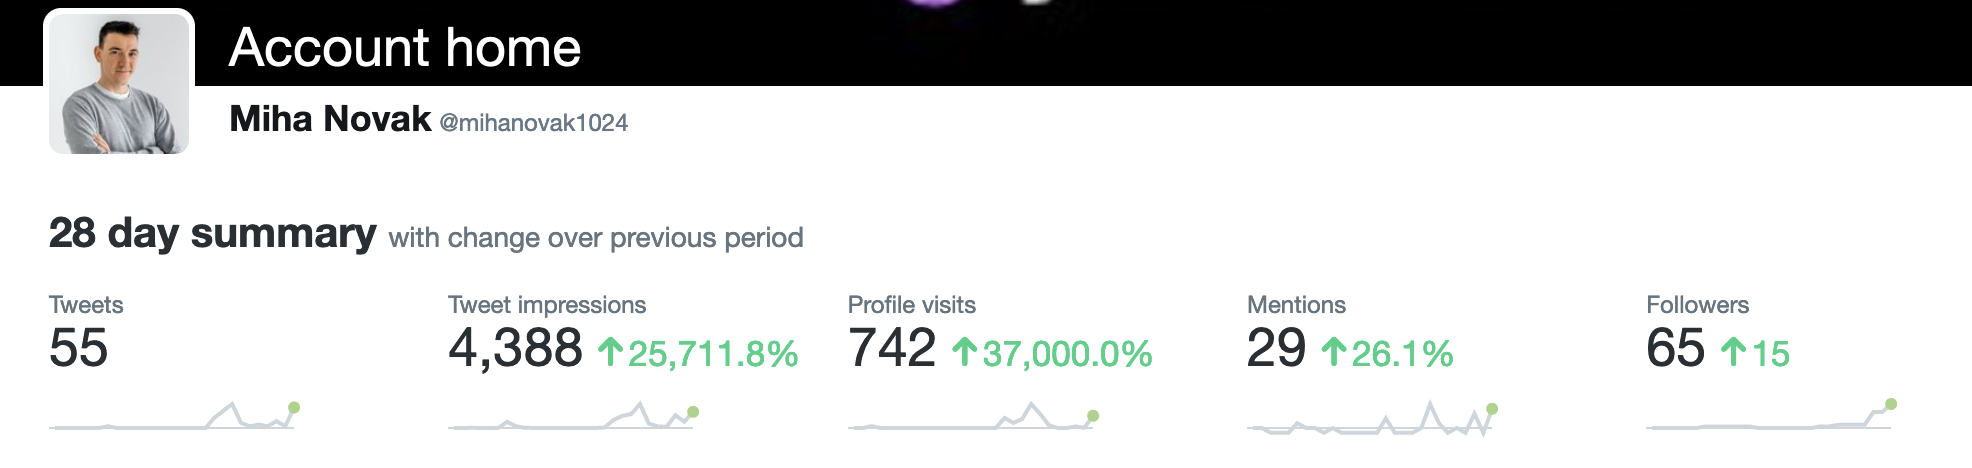 Account home
Miha Novak @mihanovak1024
28 day summary with change over previous period
Tweets
55
Tweet impressions
4,388 ↑25,711.8%
Profile visits
742 ↑37,000.0%
Mentions
29 ↑26.1%
Followers
65 ↑15